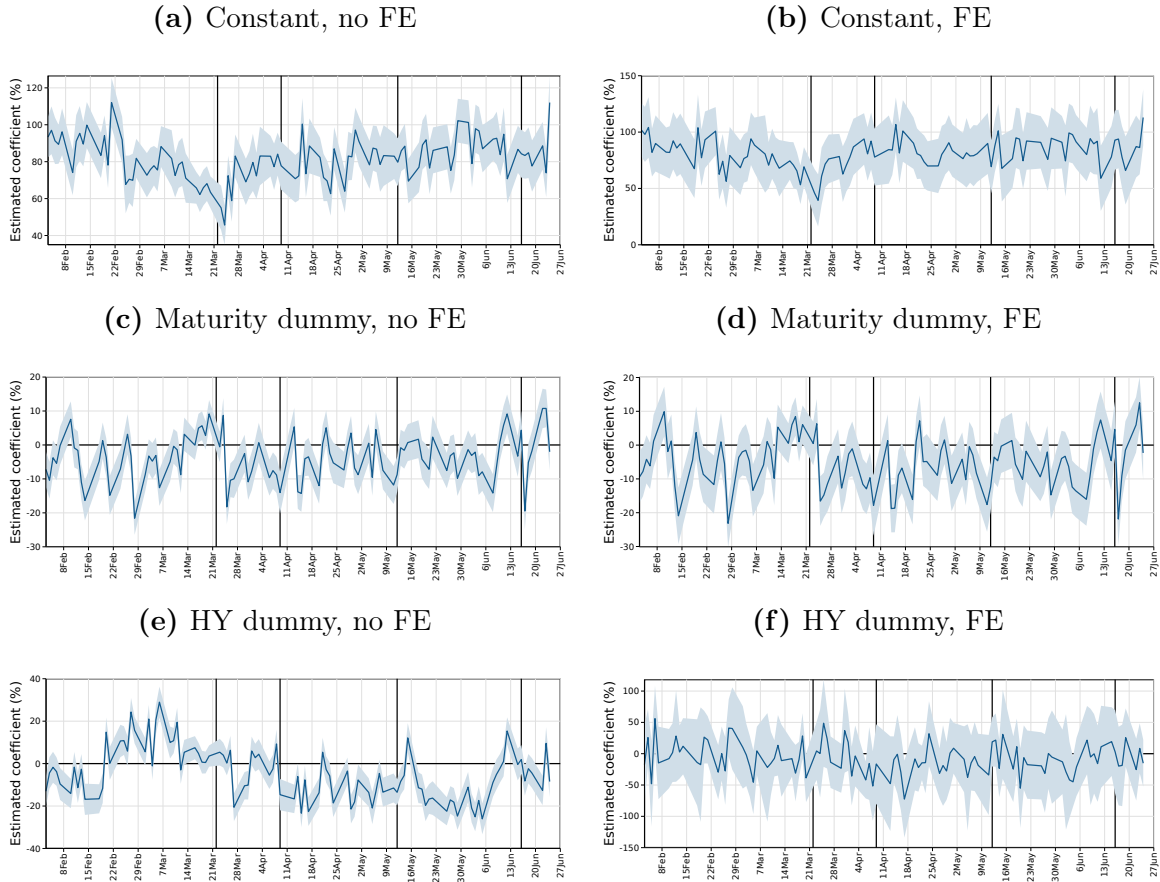 (a) Constant, no FE
(b) Constant, FE
Estimated coefficient (%)
120
100
80
60
40
8Feb
15Feb
22Feb
29Feb
7Mar
14Mar
21Mar
28Mar
4Apr
11Apr
18Apr
25Apr
2May
9May
16May
23May
30May
6Jun
13Jun
20Jun
27Jun
Estimated coefficient (%)
150
100
50
0
8Feb
15Feb
22Feb
29Feb
7Mar
14Mar
21Mar
28Mar
4Apr
11Apr
18Apr
25Apr
2May
9May
16May
23May
30May
6Jun
13Jun
20Jun
27Jun
(c) Maturity dummy, no FE
(d) Maturity dummy, FE
Estimated coefficient (%)
20
10
0
-10
-20
-30
8Feb
15Feb
22Feb
29Feb
7Mar
14Mar
21Mar
28Mar
4Apr
11Apr
18Apr
25Apr
2May
9May
16May
23May
30May
6Jun
13Jun
20Jun
27Jun
Estimated coefficient (%)
20
10
0
-10
-20
-30
8Feb
15Feb
22Feb
29Feb
7Mar
14Mar
21Mar
28Mar
4Apr
11Apr
18Apr
25Apr
2May
9May
16May
23May
30May
6Jun
13Jun
20Jun
27Jun
(e) HY dummy, no FE
(f) HY dummy, FE
Estimated coefficient (%)
40
20
0
-20
-40
8Feb
15Feb
22Feb
29Feb
7Mar
14Mar
21Mar
28Mar
4Apr
11Apr
18Apr
25Apr
2May
9May
16May
23May
30May
6Jun
13Jun
20Jun
27Jun
Estimated coefficient (%)
100
50
0
-50
-100
-150
8Feb
15Feb
22Feb
29Feb
7Mar
14Mar
21Mar
28Mar
4Apr
11Apr
18Apr
25Apr
2May
9May
16May
23May
30May
6Jun
13Jun
20Jun
27Jun